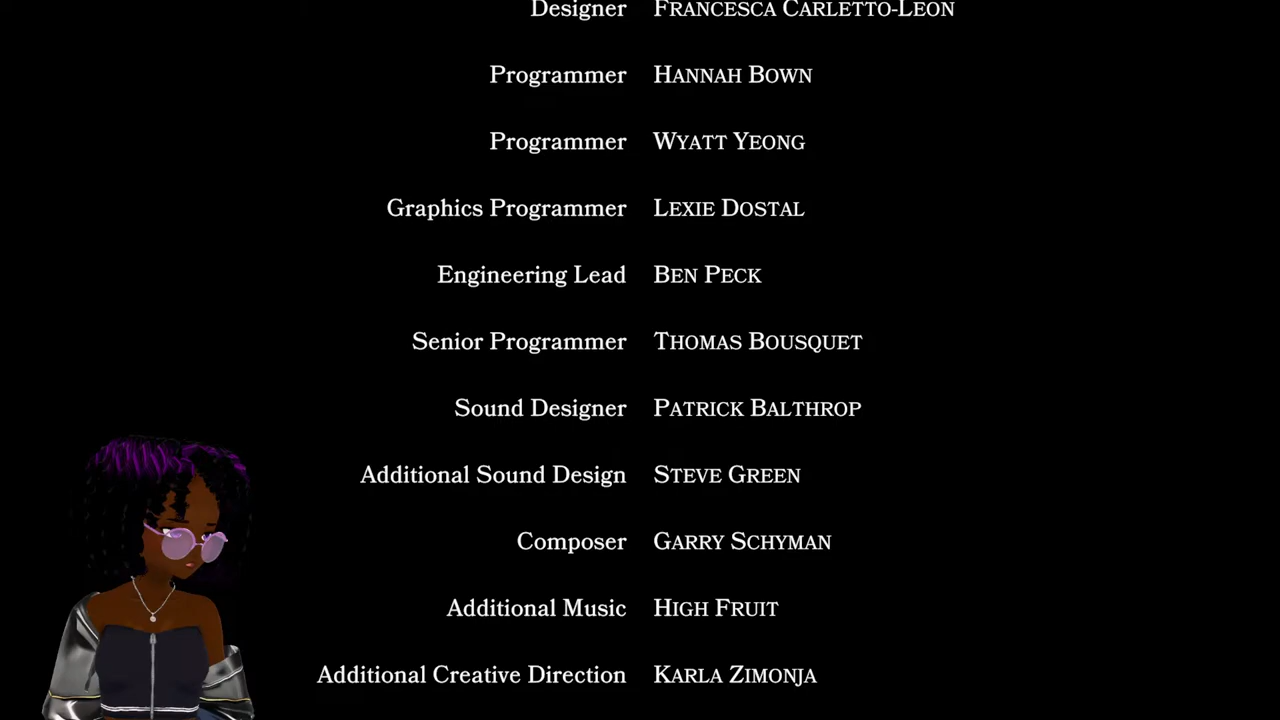 Designer Francesca Carletto-Leon
Programmer Hannah Bown
Programmer Wyatt Yeong
Graphics Programmer Lexie Dostal
Engineering Lead Ben Peck
Senior Programmer Thomas Bousquet
Sound Designer Patrick Balthrop
Additional Sound Design Steve Green
Composer Garry Schyman
Additional Music High Fruit
Additional Creative Direction Karla Zimonja